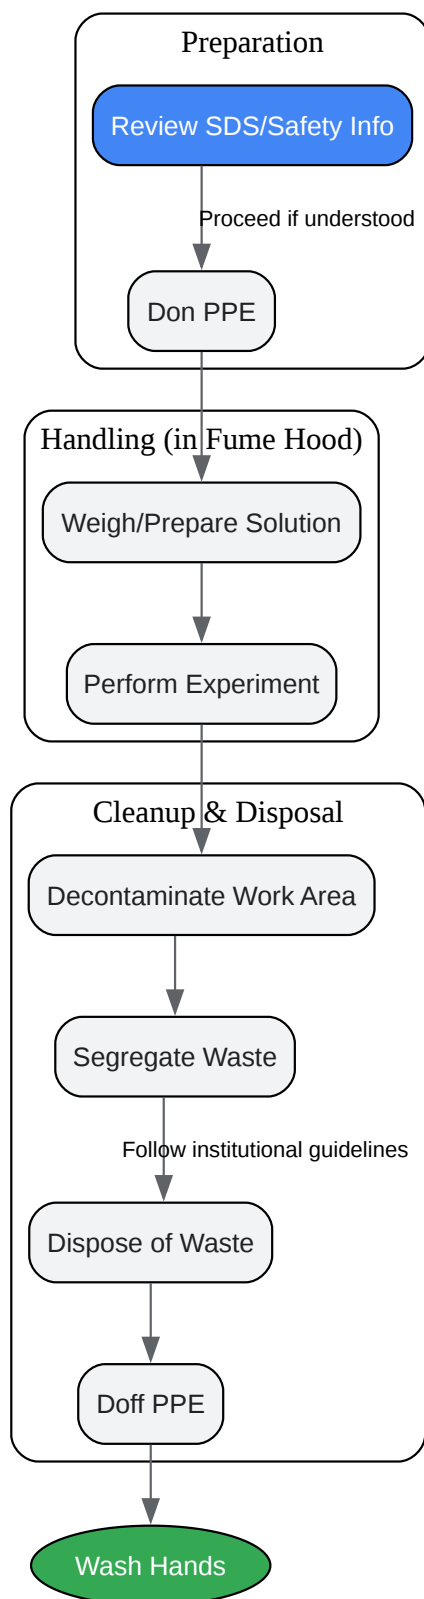 Preparation
Review SDS/Safety Info
Proceed if understood
Don PPE
Handling (in Fume Hood)
Weigh/Prepare Solution
Perform Experiment
Cleanup & Disposal
Decontaminate Work Area
Segregate Waste
Follow institutional guidelines
Dispose of Waste
Doff PPE
Wash Hands